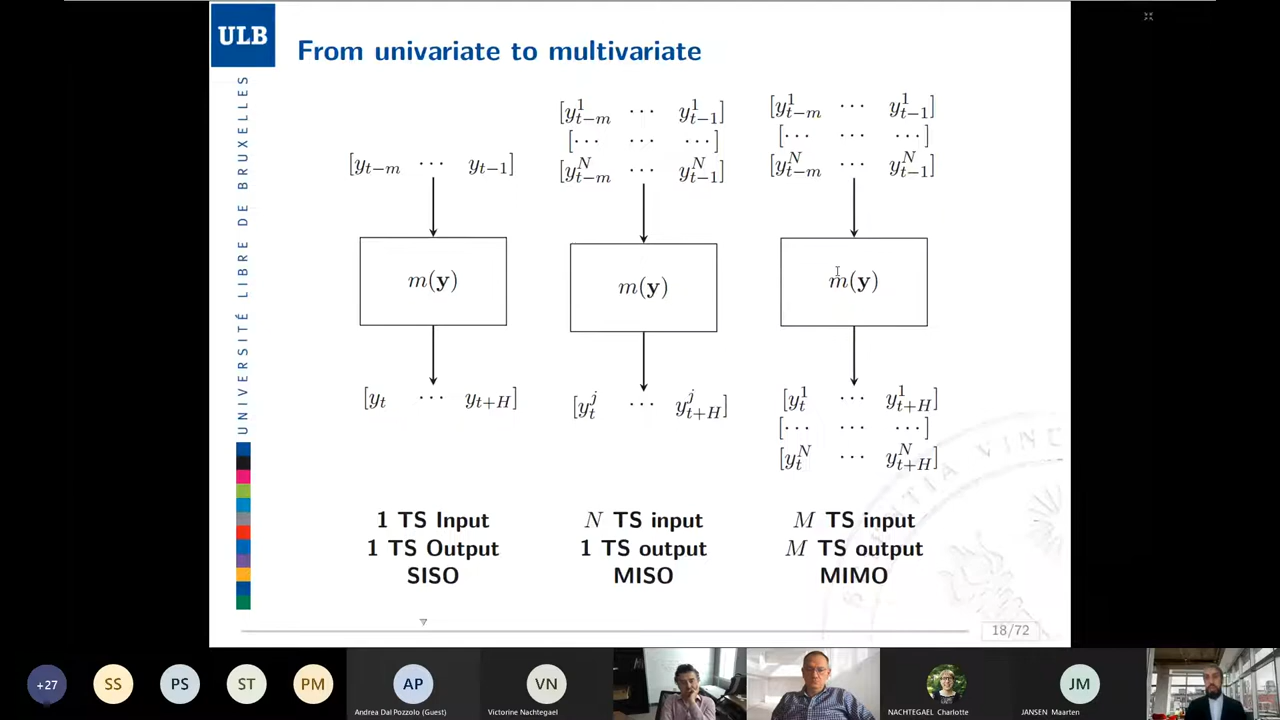 ULB
From univariate to multivariate
UNIVERSITÉ LIBRE DE BRUXELLES
[y_{t−m} ··· y_{t−1}]
m(y)
[y_t ··· y_{t+H}]
1 TS Input
1 TS Output
SISO
[y^1_{t−m} ··· y^1_{t−1}]
[··· ··· ···]
[y^N_{t−m} ··· y^N_{t−1}]
m(y)
[y^j_t ··· y^j_{t+H}]
N TS input
1 TS output
MISO
[y^1_{t−m} ··· y^1_{t−1}]
[··· ··· ···]
[y^N_{t−m} ··· y^N_{t−1}]
m(y)
[y^1_t ··· y^1_{t+H}]
[··· ··· ···]
[y^N_t ··· y^N_{t+H}]
M TS input
M TS output
MIMO
18/72
+27
SS
PS
ST
PM
AP
Andrea Dal Pozzolo (Guest)
VN
Victorine Nachtegael
NACHTEGAEL Charlotte
JM
JANSEN Maarten